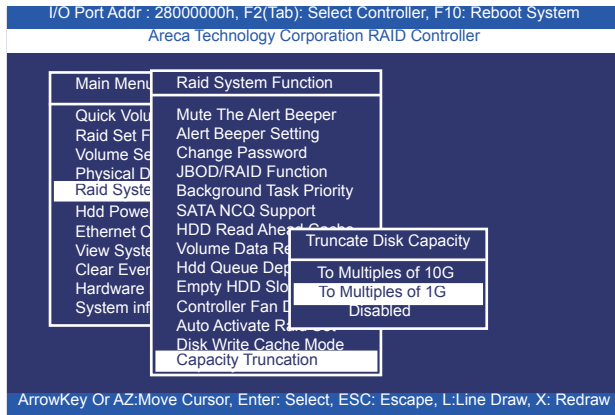 I/O Port Addr : 28000000h, F2(Tab): Select Controller, F10: Reboot System
Areca Technology Corporation RAID Controller
Main Menu
Quick Volu
Raid Set F
Volume Se
Physical D
Raid Syste
Hdd Powe
Ethernet C
View Syste
Clear Even
Hardware
System inf
Raid System Function
Mute The Alert Beeper
Alert Beeper Setting
Change Password
JBOD/RAID Function
Background Task Priority
SATA NCQ Support
HDD Read Ahead Cache
Volume Data Re
Hdd Queue Dep
Empty HDD Slo
Controller Fan D
Auto Activate Raid Set
Disk Write Cache Mode
Capacity Truncation
Truncate Disk Capacity
To Multiples of 10G
To Multiples of 1G
Disabled
ArrowKey Or AZ:Move Cursor, Enter: Select, ESC: Escape, L:Line Draw, X: Redraw